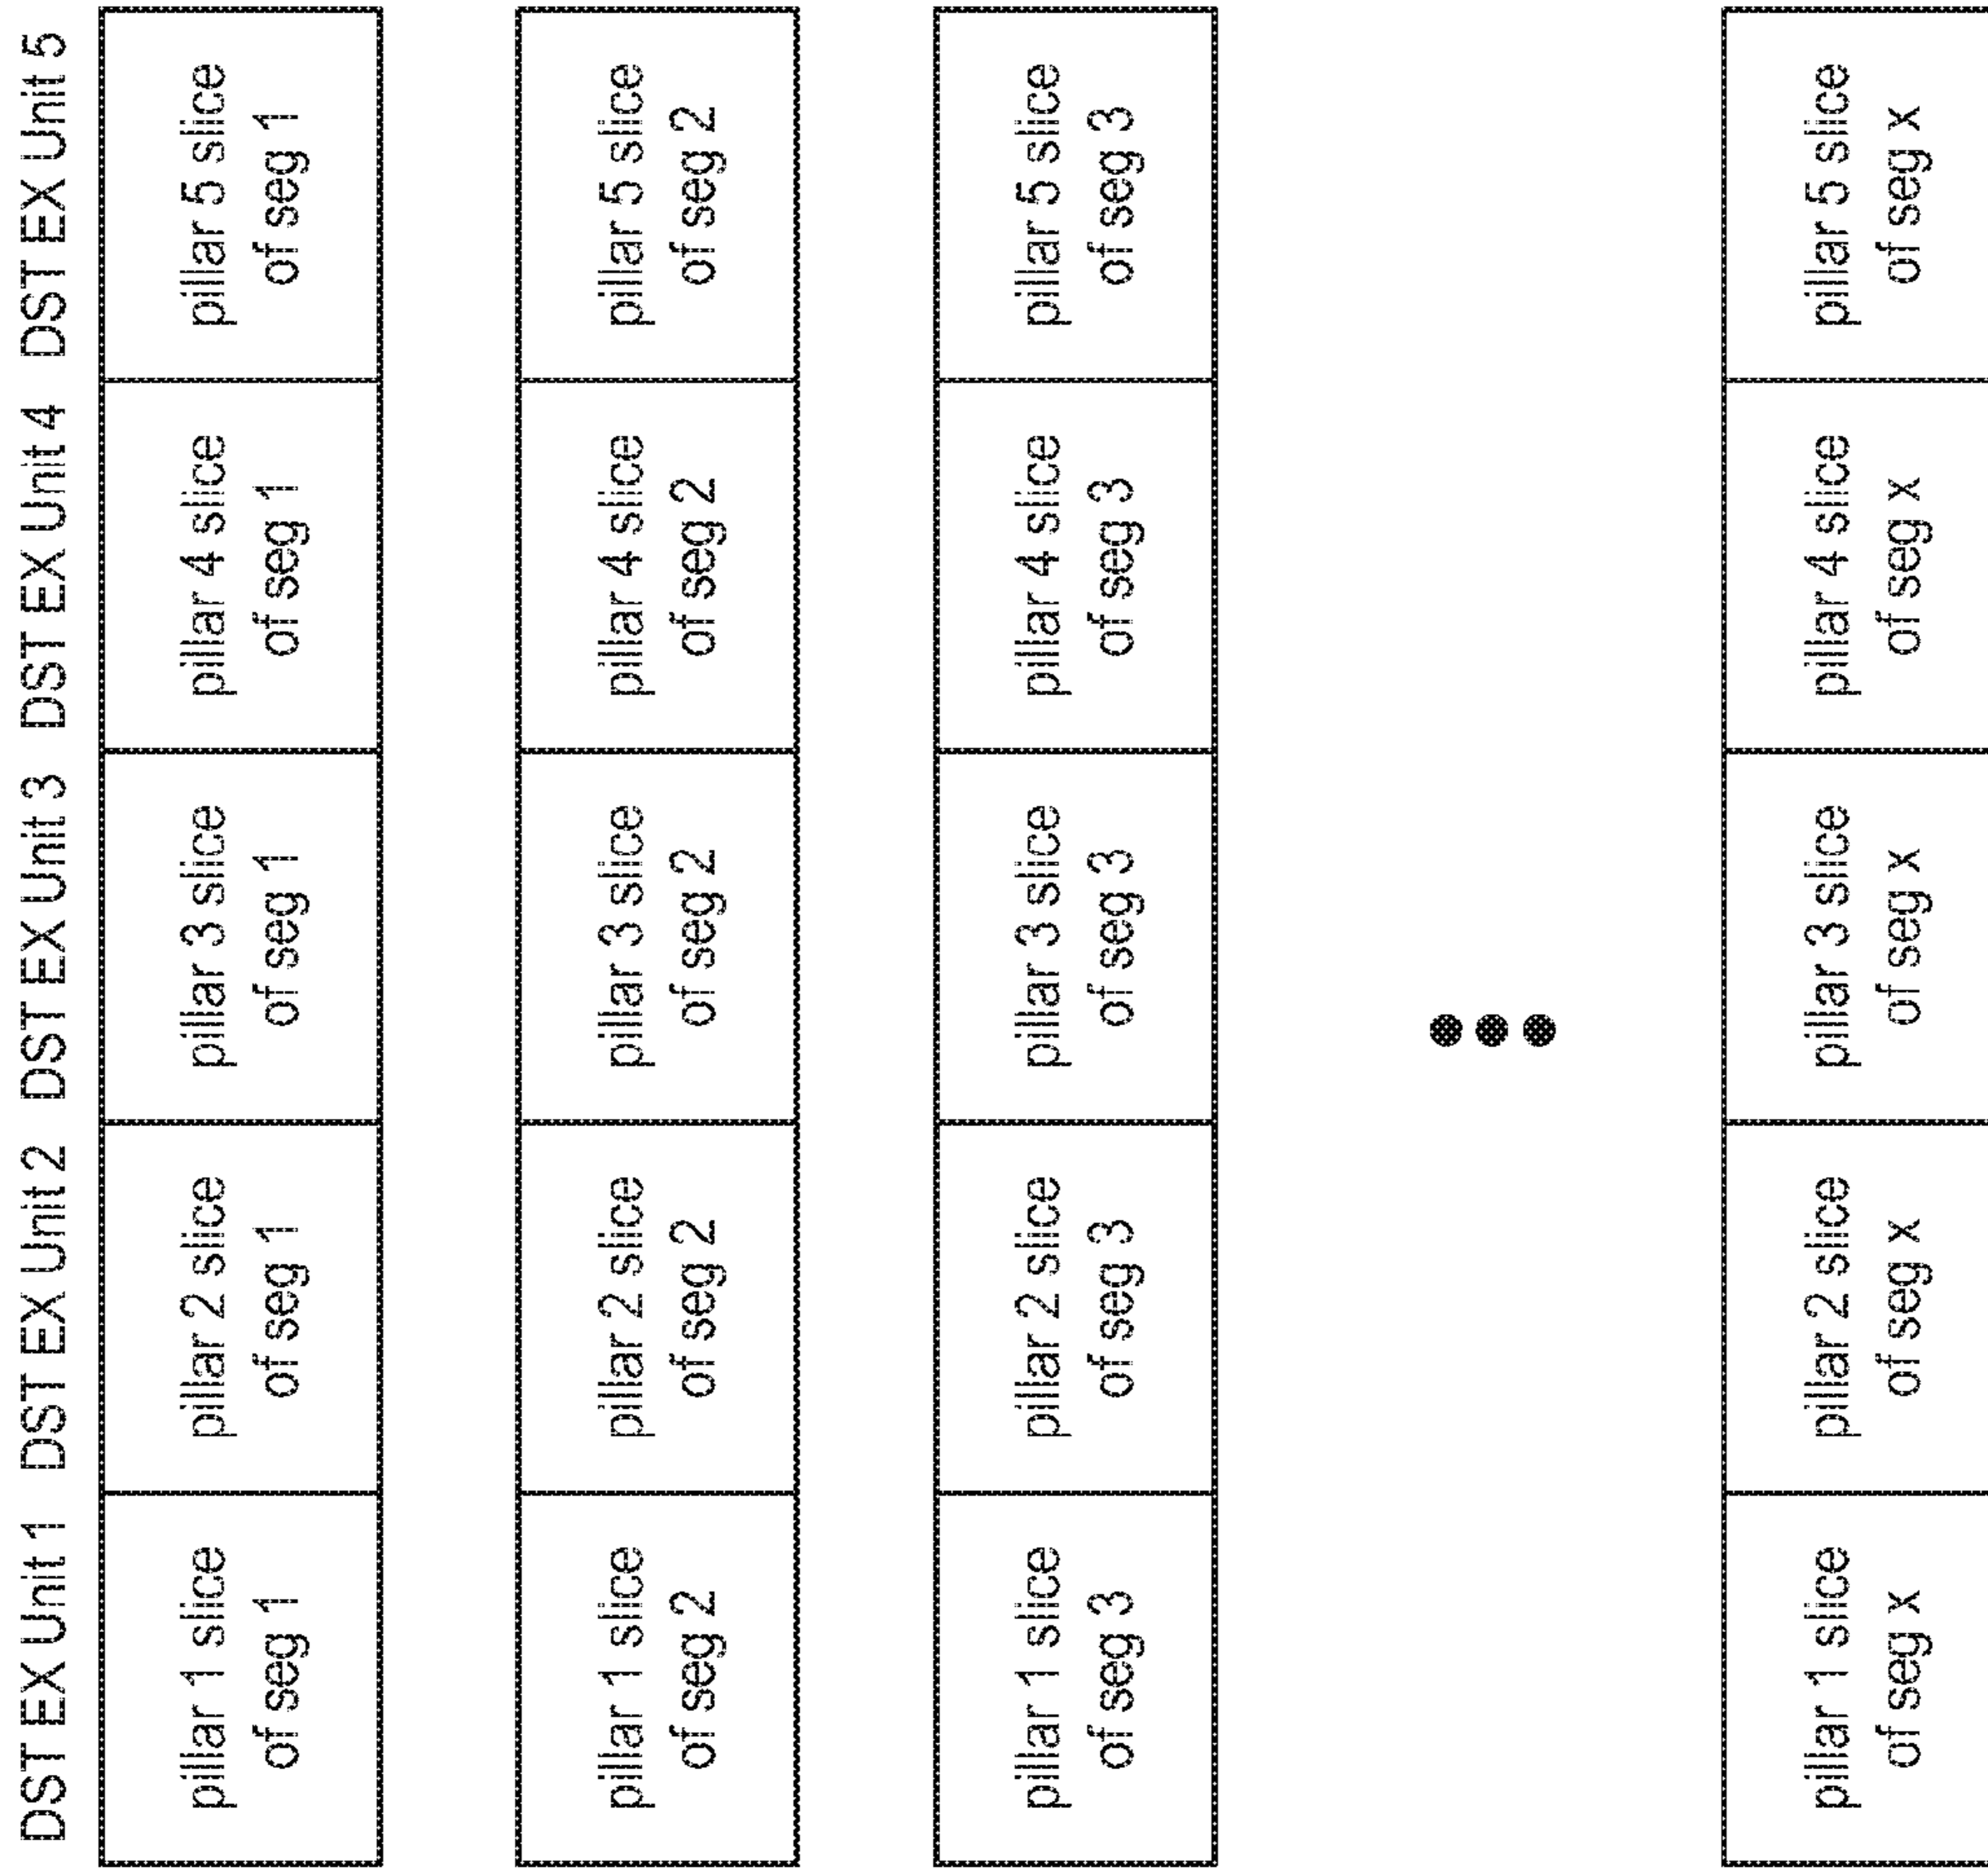 DST EX Unit 1 DST EX Unit 2 DST EX Unit 3 DST EX Unit 4 DST EX Unit 5
pillar 1 slice
of seg 1
pillar 2 slice
of seg 1
pillar 3 slice
of seg 1
pillar 4 slice
of seg 1
pillar 5 slice
of seg 1
pillar 1 slice
of seg 2
pillar 2 slice
of seg 2
pillar 3 slice
of seg 2
pillar 4 slice
of seg 2
pillar 5 slice
of seg 2
pillar 1 slice
of seg 3
pillar 2 slice
of seg 3
pillar 3 slice
of seg 3
pillar 4 slice
of seg 3
pillar 5 slice
of seg 3
pillar 1 slice
of seg x
pillar 2 slice
of seg x
pillar 3 slice
of seg x
pillar 4 slice
of seg x
pillar 5 slice
of seg x